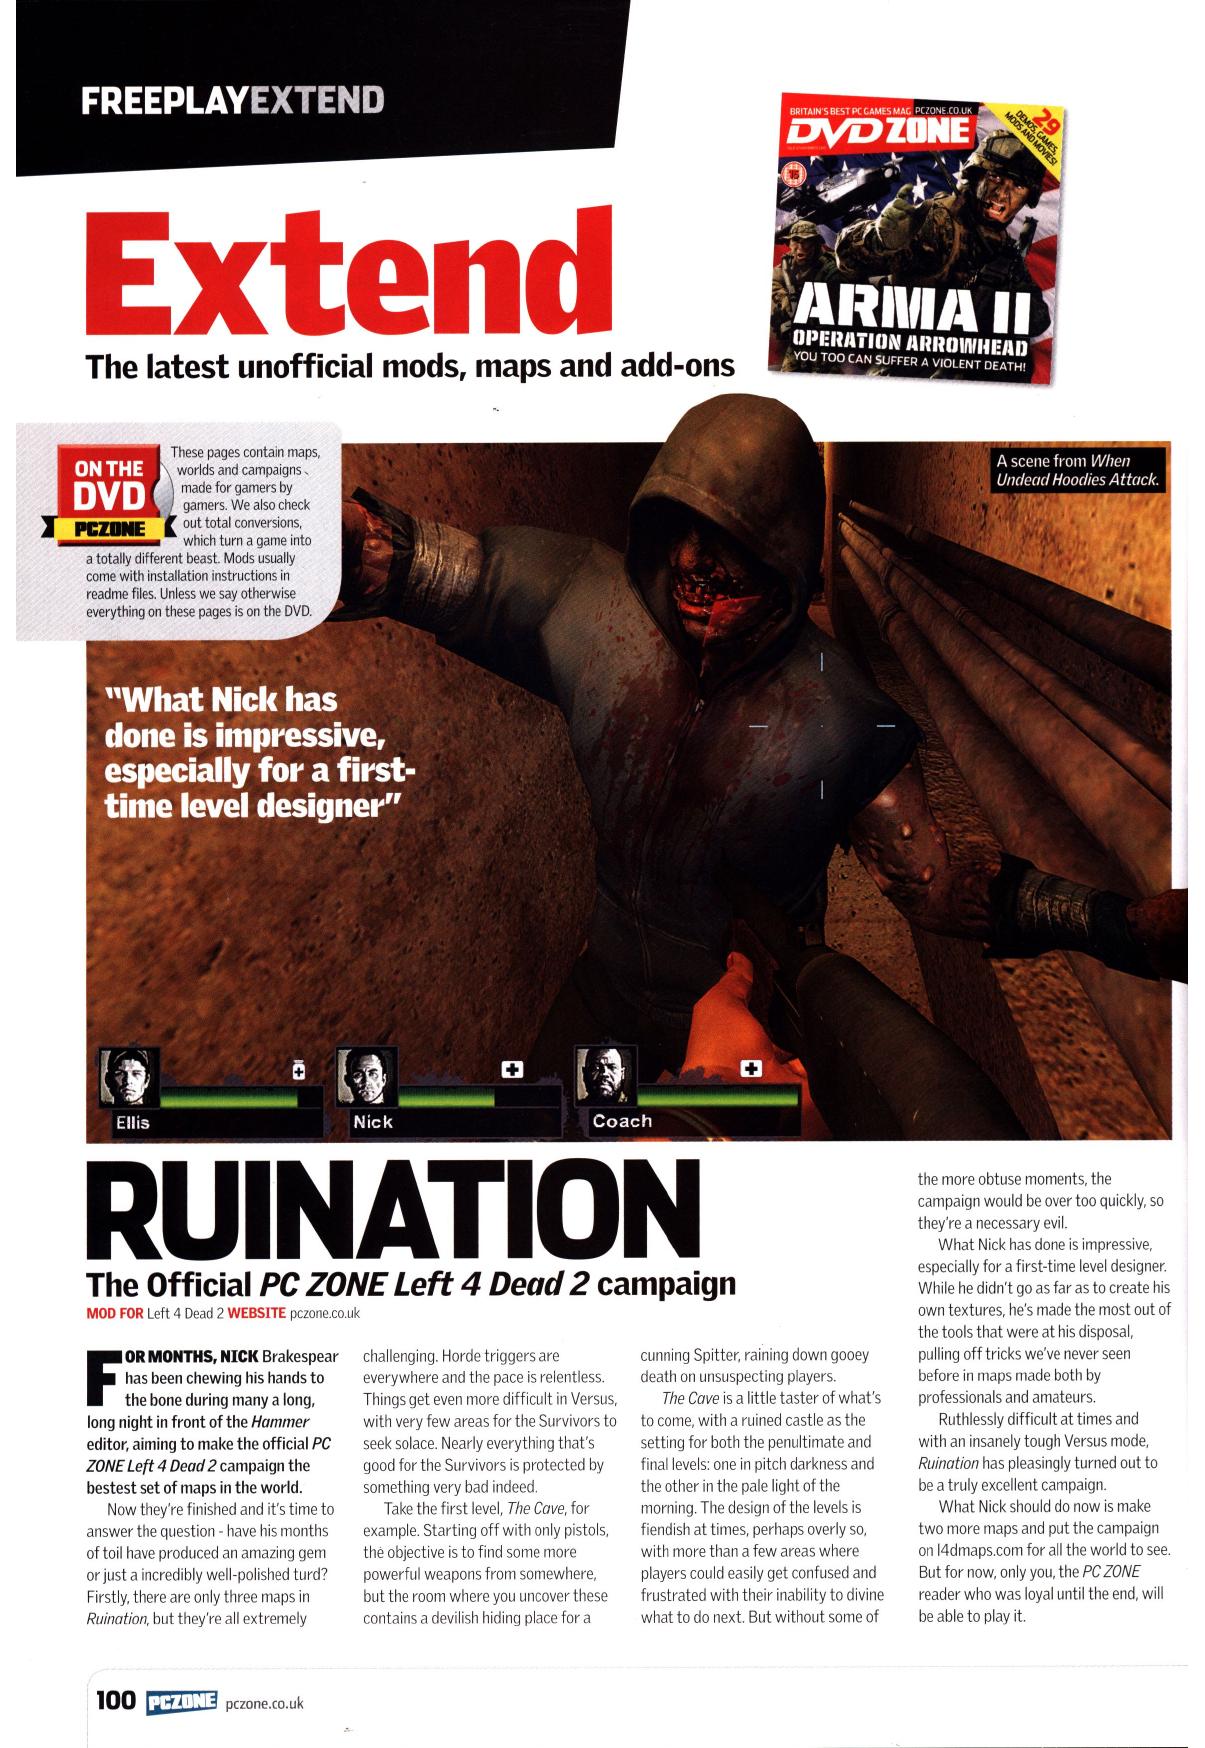 FREEPLAYEXTEND
BRITAIN'S BEST PC GAMES MAG PCZONE.CO.UK
DVD ZONE
29
DEMOS, GAMES,
MODS AND MOVIES!
15
ARMA II
OPERATION ARROWHEAD
YOU TOO CAN SUFFER A VIOLENT DEATH!
Extend
The latest unofficial mods, maps and add-ons
ON THE
DVD
PCZONE
These pages contain maps,
worlds and campaigns
made for gamers by
gamers. We also check
out total conversions,
which turn a game into
a totally different beast. Mods usually
come with installation instructions in
readme files. Unless we say otherwise
everything on these pages is on the DVD.
A scene from When
Undead Hoodies Attack.
"What Nick has
done is impressive,
especially for a first-
time level designer"
Ellis
Nick
Coach
RUINATION
The Official PC ZONE Left 4 Dead 2 campaign
MOD FOR Left 4 Dead 2 WEBSITE pczone.co.uk
FOR MONTHS, NICK Brakespear
has been chewing his hands to
the bone during many a long,
long night in front of the Hammer
editor, aiming to make the official PC
ZONE Left 4 Dead 2 campaign the
bestest set of maps in the world.
Now they're finished and it's time to
answer the question - have his months
of toil have produced an amazing gem
or just a incredibly well-polished turd?
Firstly, there are only three maps in
Ruination, but they're all extremely
challenging. Horde triggers are
everywhere and the pace is relentless.
Things get even more difficult in Versus,
with very few areas for the Survivors to
seek solace. Nearly everything that's
good for the Survivors is protected by
something very bad indeed.
Take the first level, The Cave, for
example. Starting off with only pistols,
the objective is to find some more
powerful weapons from somewhere,
but the room where you uncover these
contains a devilish hiding place for a
cunning Spitter, raining down gooey
death on unsuspecting players.
The Cave is a little taster of what's
to come, with a ruined castle as the
setting for both the penultimate and
final levels: one in pitch darkness and
the other in the pale light of the
morning. The design of the levels is
fiendish at times, perhaps overly so,
with more than a few areas where
players could easily get confused and
frustrated with their inability to divine
what to do next. But without some of
the more obtuse moments, the
campaign would be over too quickly, so
they're a necessary evil.
What Nick has done is impressive,
especially for a first-time level designer.
While he didn't go as far as to create his
own textures, he's made the most out of
the tools that were at his disposal,
pulling off tricks we've never seen
before in maps made both by
professionals and amateurs.
Ruthlessly difficult at times and
with an insanely tough Versus mode,
Ruination has pleasingly turned out to
be a truly excellent campaign.
What Nick should do now is make
two more maps and put the campaign
on l4dmaps.com for all the world to see.
But for now, only you, the PC ZONE
reader who was loyal until the end, will
be able to play it.
100 PCZONE pczone.co.uk